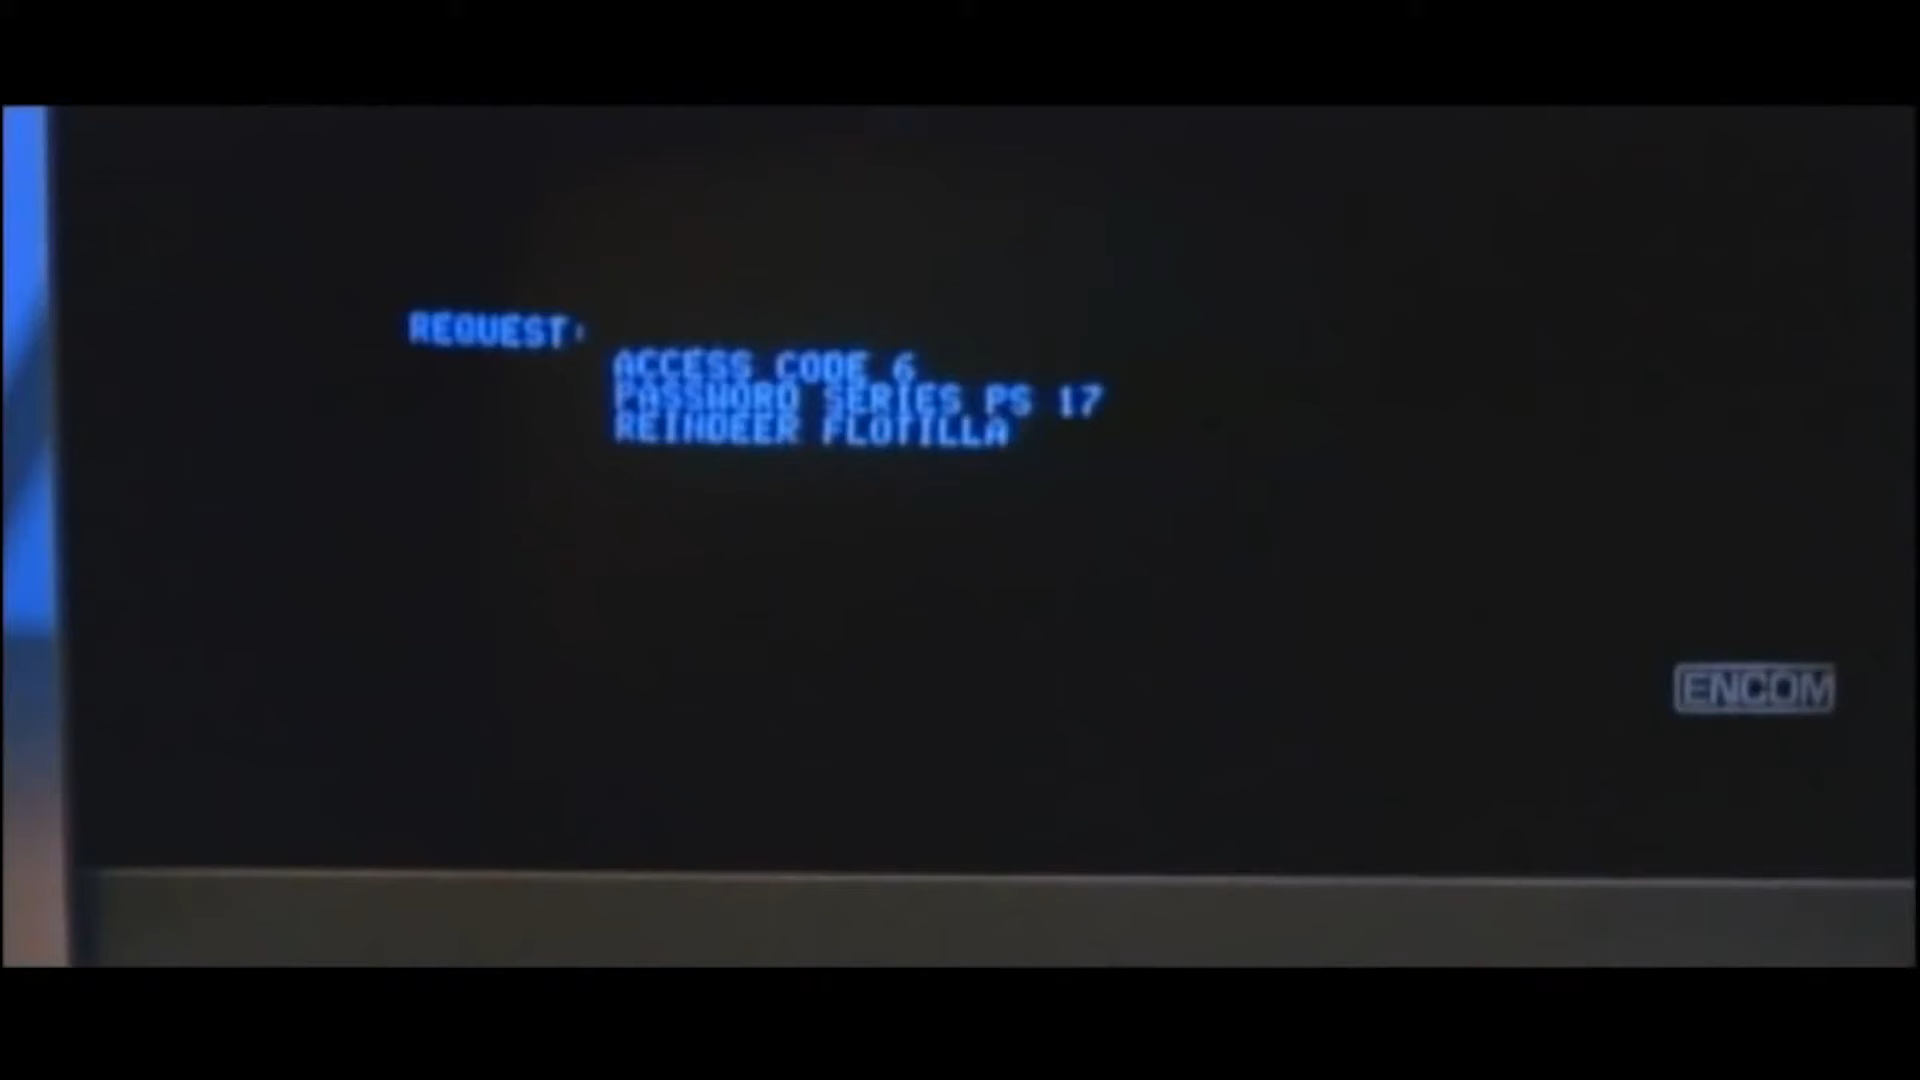 REQUEST:
ACCESS CODE 6
PASSWORD SERIES PS 17
REINDEER FLOTILLA
ENCOM